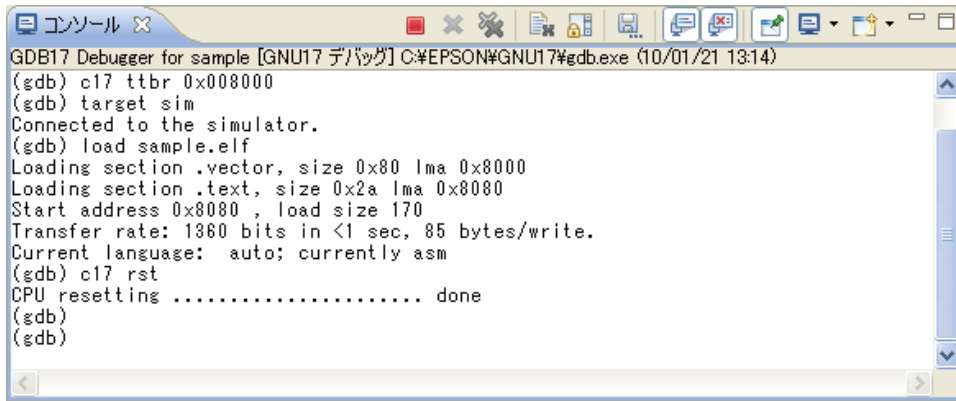 コンソール
GDB17 Debugger for sample [GNU17 デバッグ] C:¥EPSON¥GNU17¥gdb.exe (10/01/21 13:14)
(gdb) c17 ttbr 0x008000
(gdb) target sim
Connected to the simulator.
(gdb) load sample.elf
Loading section .vector, size 0x80 lma 0x8000
Loading section .text, size 0x2a lma 0x8080
Start address 0x8080 , load size 170
Transfer rate: 1360 bits in <1 sec, 85 bytes/write.
Current language:  auto; currently asm
(gdb) c17 rst
CPU resetting ...................... done
(gdb)
(gdb)